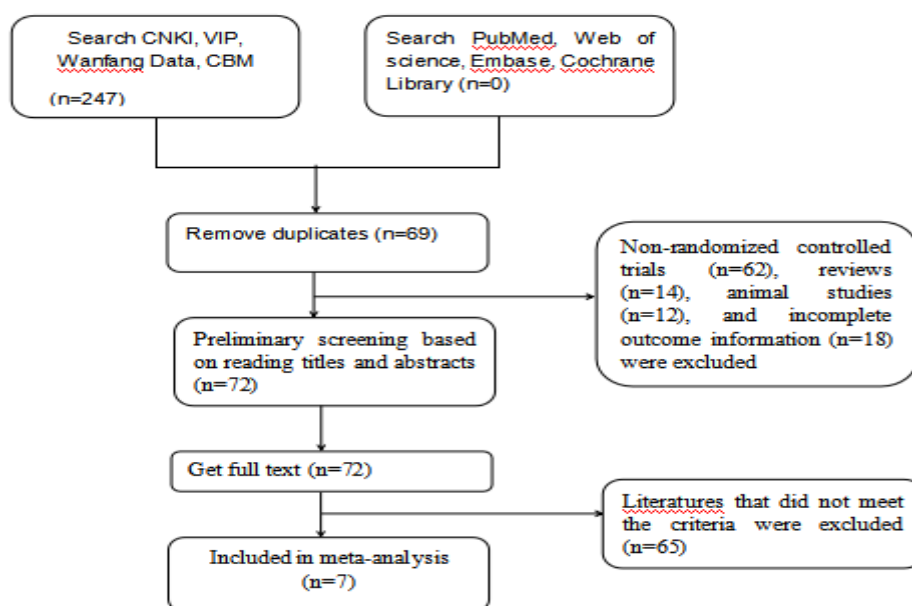 Search CNKI, VIP,
Wanfang Data, CBM
(n=247)
Search PubMed, Web of
science, Embase, Cochrane
Library (n=0)
Remove duplicates (n=69)
Non-randomized controlled
trials (n=62), reviews
(n=14), animal studies
(n=12), and incomplete
outcome information (n=18)
were excluded
Preliminary screening based
on reading titles and abstracts
(n=72)
Get full text (n=72)
Literatures that did not meet
the criteria were excluded
(n=65)
Included in meta-analysis
(n=7)